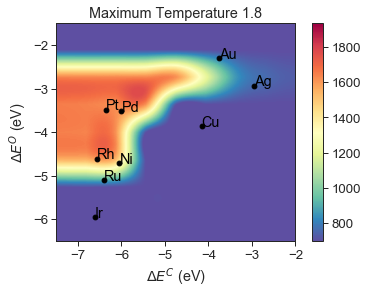 Maximum Temperature 1.8
ΔE^O (eV)
−2
−3
−4
−5
−6
Au
Ag
Pt
Pd
Cu
Rh
Ni
Ru
Ir
−7
−6
−5
−4
−3
−2
ΔE^C (eV)
1800
1600
1400
1200
1000
800